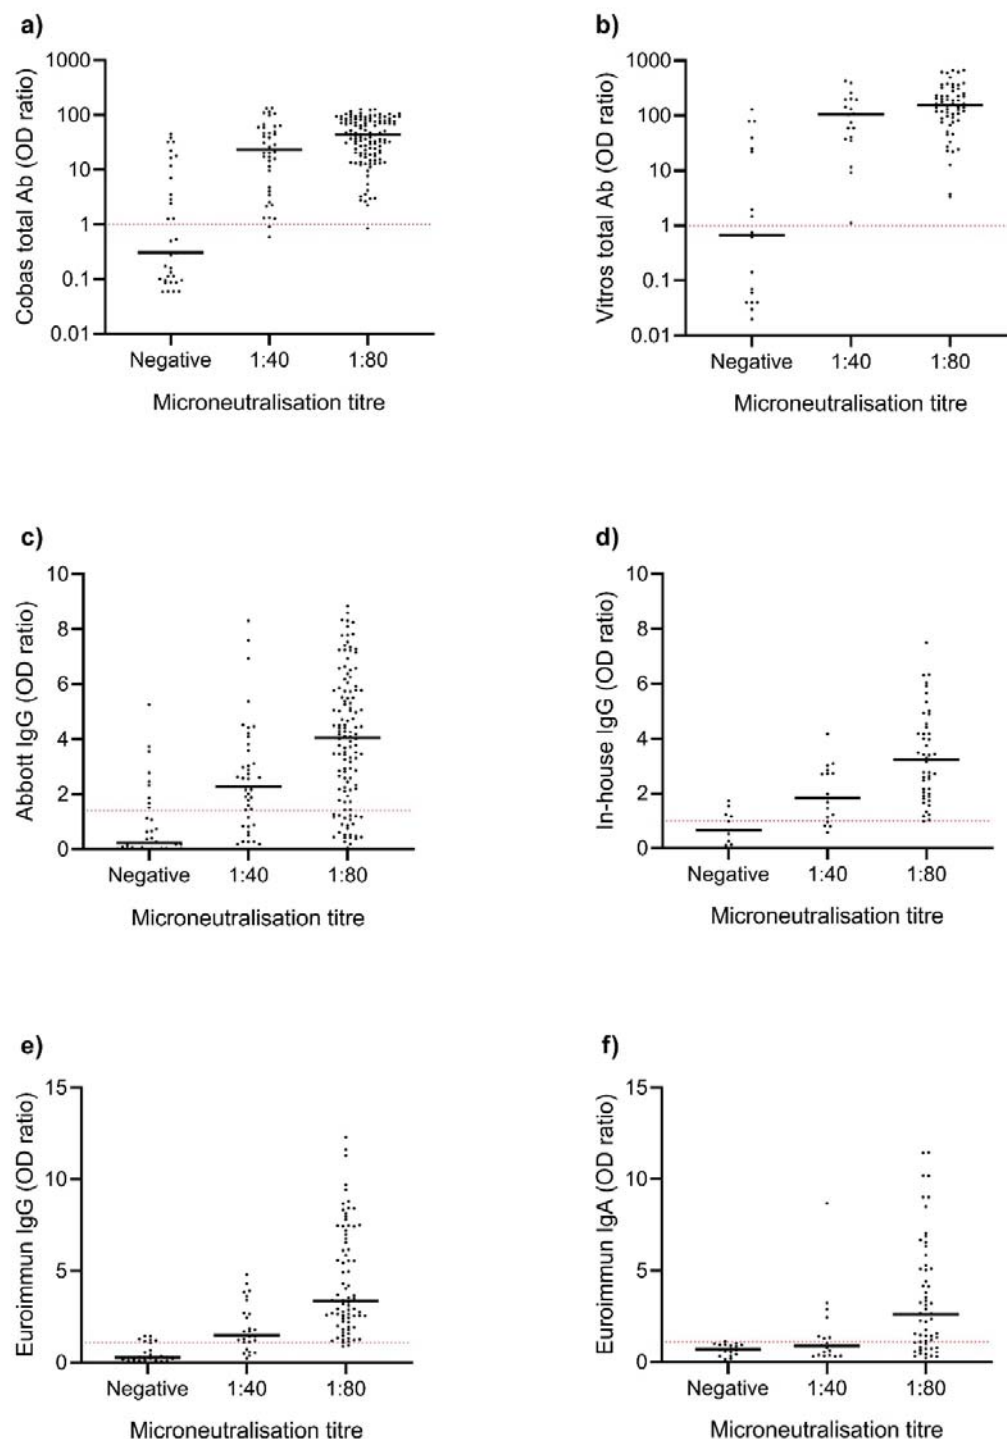 a)
Cobas total Ab (OD ratio)
1000
100
10
1
0.1
0.01
Negative 1:40 1:80
Microneutralisation titre
b)
Vitros total Ab (OD ratio)
1000
100
10
1
0.1
0.01
Negative 1:40 1:80
Microneutralisation titre
c)
Abbott IgG (OD ratio)
10
8
6
4
2
0
Negative 1:40 1:80
Microneutralisation titre
d)
In-house IgG (OD ratio)
10
8
6
4
2
0
Negative 1:40 1:80
Microneutralisation titre
e)
Euroimmun IgG (OD ratio)
15
10
5
0
Negative 1:40 1:80
Microneutralisation titre
f)
Euroimmun IgA (OD ratio)
15
10
5
0
Negative 1:40 1:80
Microneutralisation titre